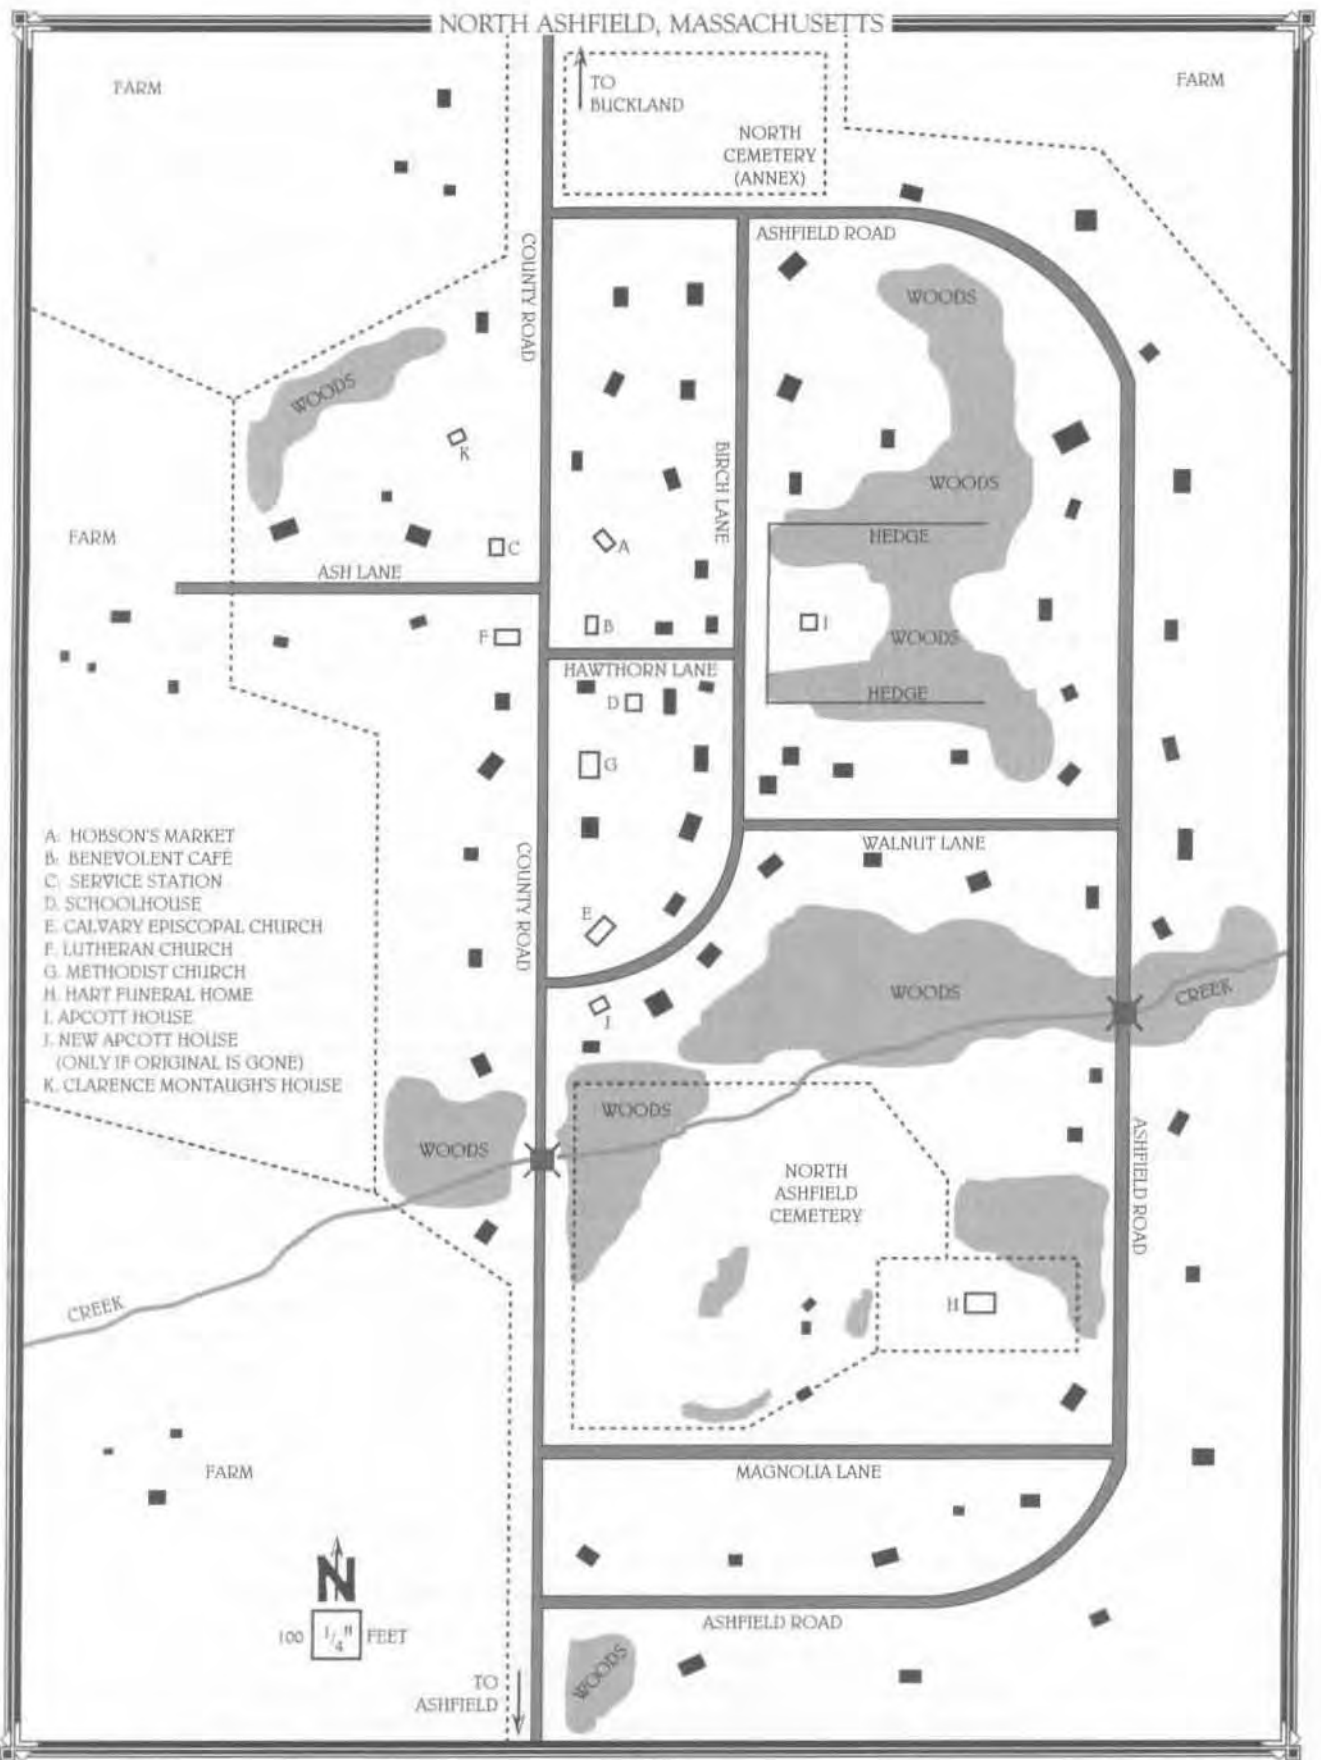 NORTH ASHFIELD, MASSACHUSETTS
FARM
TO
BUCKLAND
NORTH
CEMETERY
(ANNEX)
FARM
ASHFIELD ROAD
COUNTY ROAD
WOODS
WOODS
K
BIRCH LANE
WOODS
FARM
C
A
HEDGE
ASH LANE
F
B
I
WOODS
HAWTHORN LANE
D
HEDGE
G
A: HOBSON'S MARKET
B: BENEVOLENT CAFÉ
C: SERVICE STATION
D. SCHOOLHOUSE
E. CALVARY EPISCOPAL CHURCH
F. LUTHERAN CHURCH
G. METHODIST CHURCH
H. HART FUNERAL HOME
I. APCOTT HOUSE
J. NEW APCOTT HOUSE
(ONLY IF ORIGINAL IS GONE)
K. CLARENCE MONTAUGH'S HOUSE
COUNTY ROAD
WALNUT LANE
E
WOODS
CREEK
J
WOODS
WOODS
NORTH
ASHFIELD
CEMETERY
ASHFIELD ROAD
CREEK
H
FARM
MAGNOLIA LANE
N
100 1/4" FEET
ASHFIELD ROAD
WOODS
TO
ASHFIELD